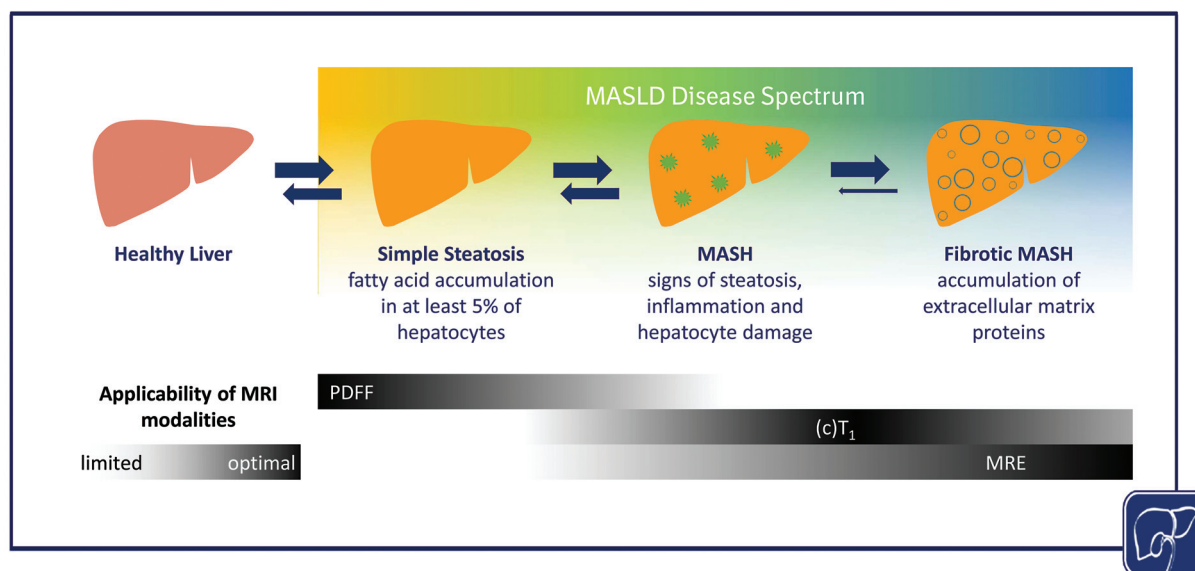 MASLD Disease Spectrum
Healthy Liver
Simple Steatosis
fatty acid accumulation
in at least 5% of
hepatocytes
MASH
signs of steatosis,
inflammation and
hepatocyte damage
Fibrotic MASH
accumulation of
extracellular matrix
proteins
Applicability of MRI
modalities
limited optimal
PDFF
(c)T₁
MRE